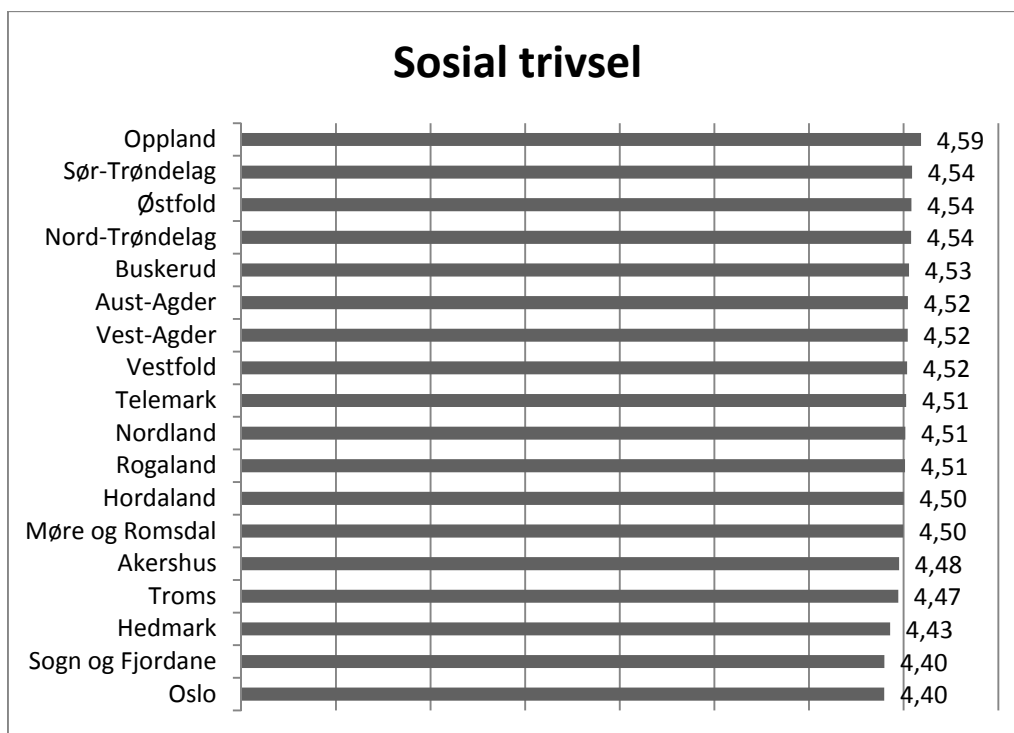 Sosial trivsel
Oppland 4,59
Sør-Trøndelag 4,54
Østfold 4,54
Nord-Trøndelag 4,54
Buskerud 4,53
Aust-Agder 4,52
Vest-Agder 4,52
Vestfold 4,52
Telemark 4,51
Nordland 4,51
Rogaland 4,51
Hordaland 4,50
Møre og Romsdal 4,50
Akershus 4,48
Troms 4,47
Hedmark 4,43
Sogn og Fjordane 4,40
Oslo 4,40